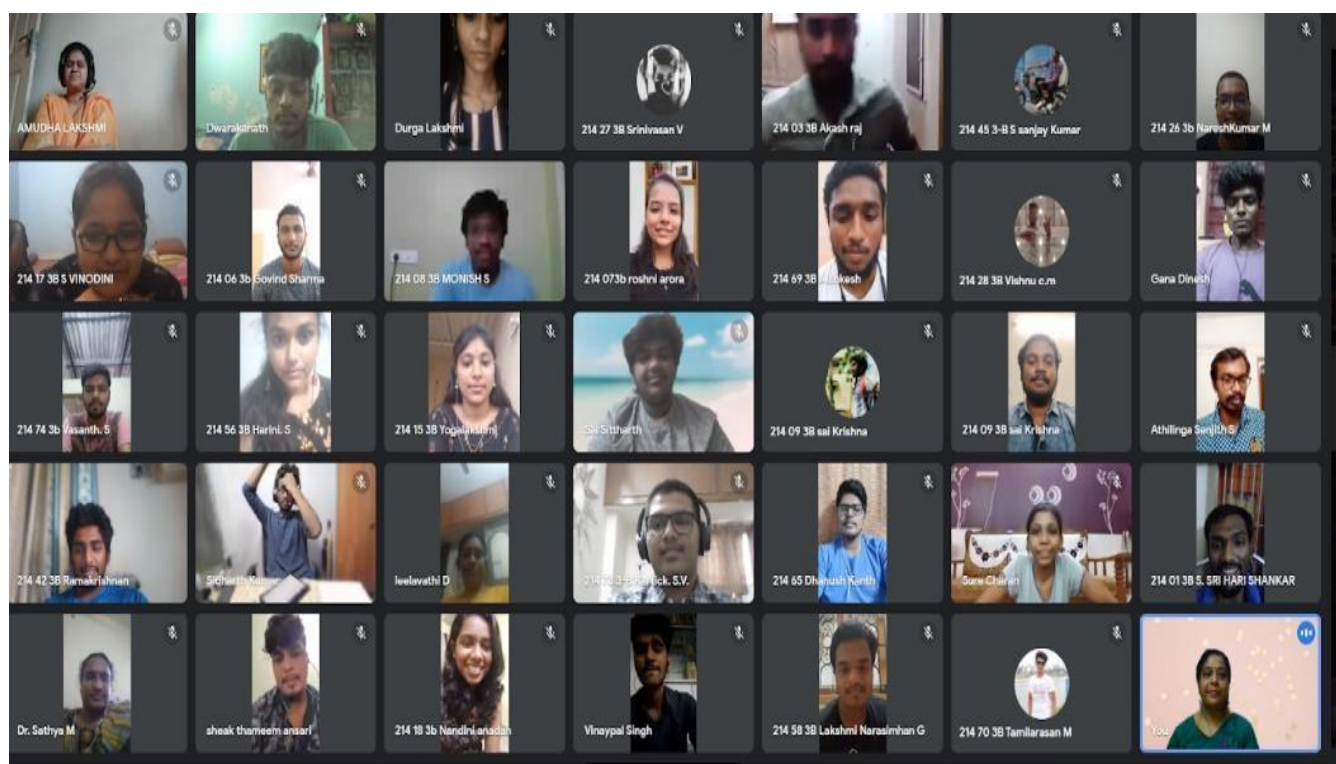 AMUDHA LAKSHMI
Dwarakanath
Durga Lakshmi
214 27 3B Srinivasan V
214 03 3B Akash raj
214 45 3-B S sanjay Kumar
214 26 3b NareshKumar M
214 17 3B S VINODINI
214 06 3b Govind Sharma
214 08 3B MONISH S
214 073b roshni arora
214 69 3B
214 28 3B Vishnu c.m
Gana Dinesh
214 74 3b Vasanth. S
214 56 3B Harini. S
214 15 3B Yogalakshmi
Sai Sittharth
214 09 3B sai Krishna
214 09 3B sai Krishna
Athilinga Senjith S
214 42 3B Ramakrishnan
Sidharth Kumar
leelavathi D
S.V.
214 65 Dhanush Kanth
Sure Charan
214 01 3B S. SRI HARI SHANKAR
Dr. Sathya M
sheak thameem ansari
214 18 3b Nandini anadan
Vinaypal Singh
214 58 3B Lakshmi Narasimhan G
214 70 3B Tamilarasan M
You